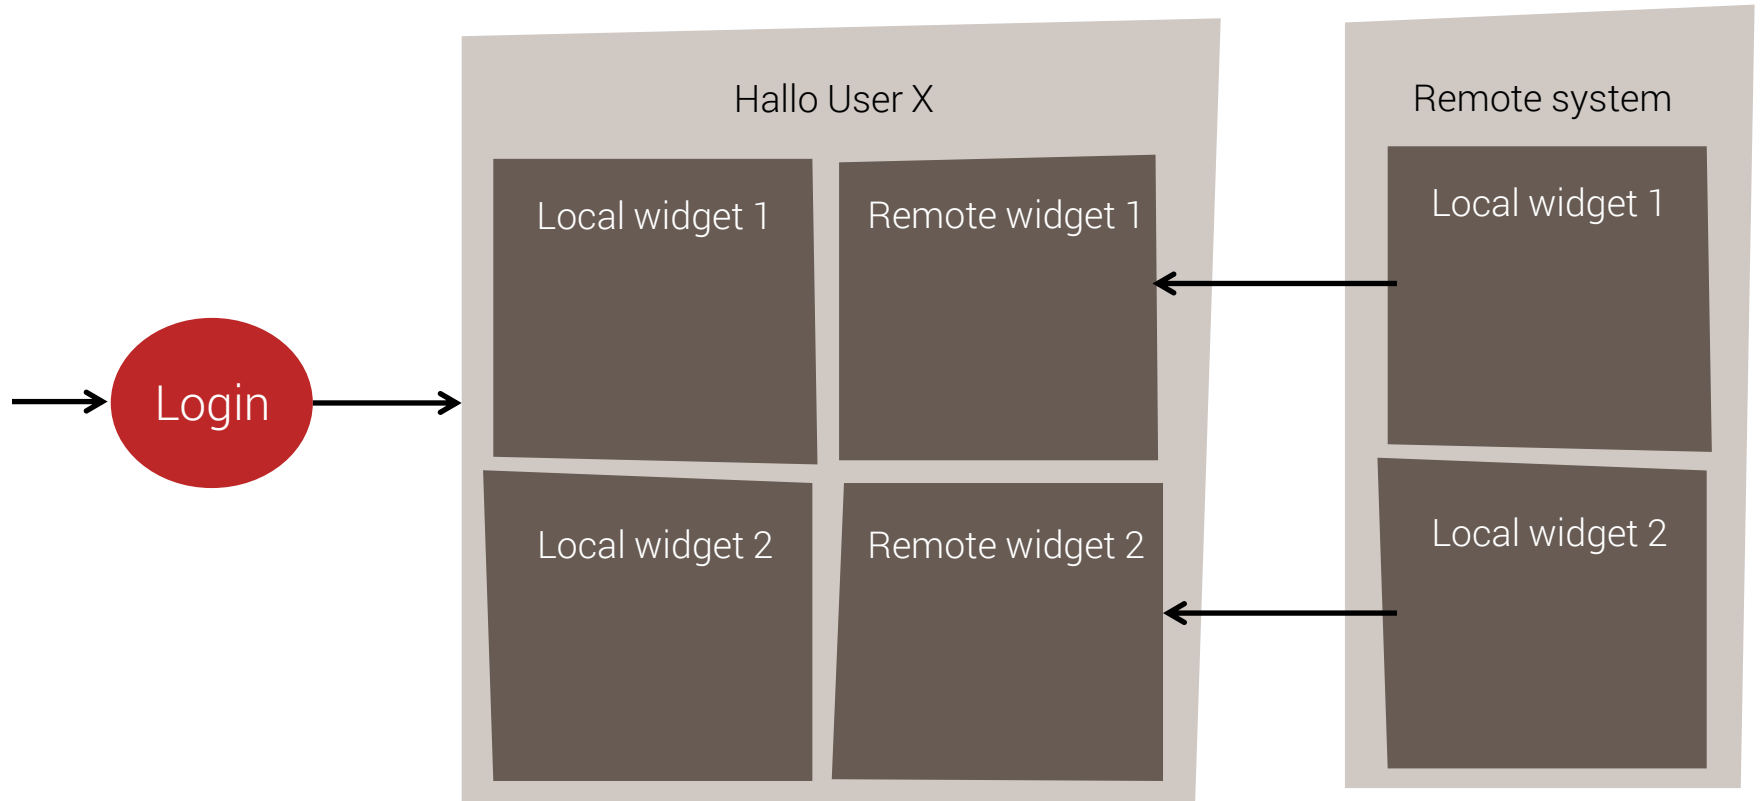 Login
Hallo User X
Local widget 1
Remote widget 1
Local widget 2
Remote widget 2
Remote system
Local widget 1
Local widget 2